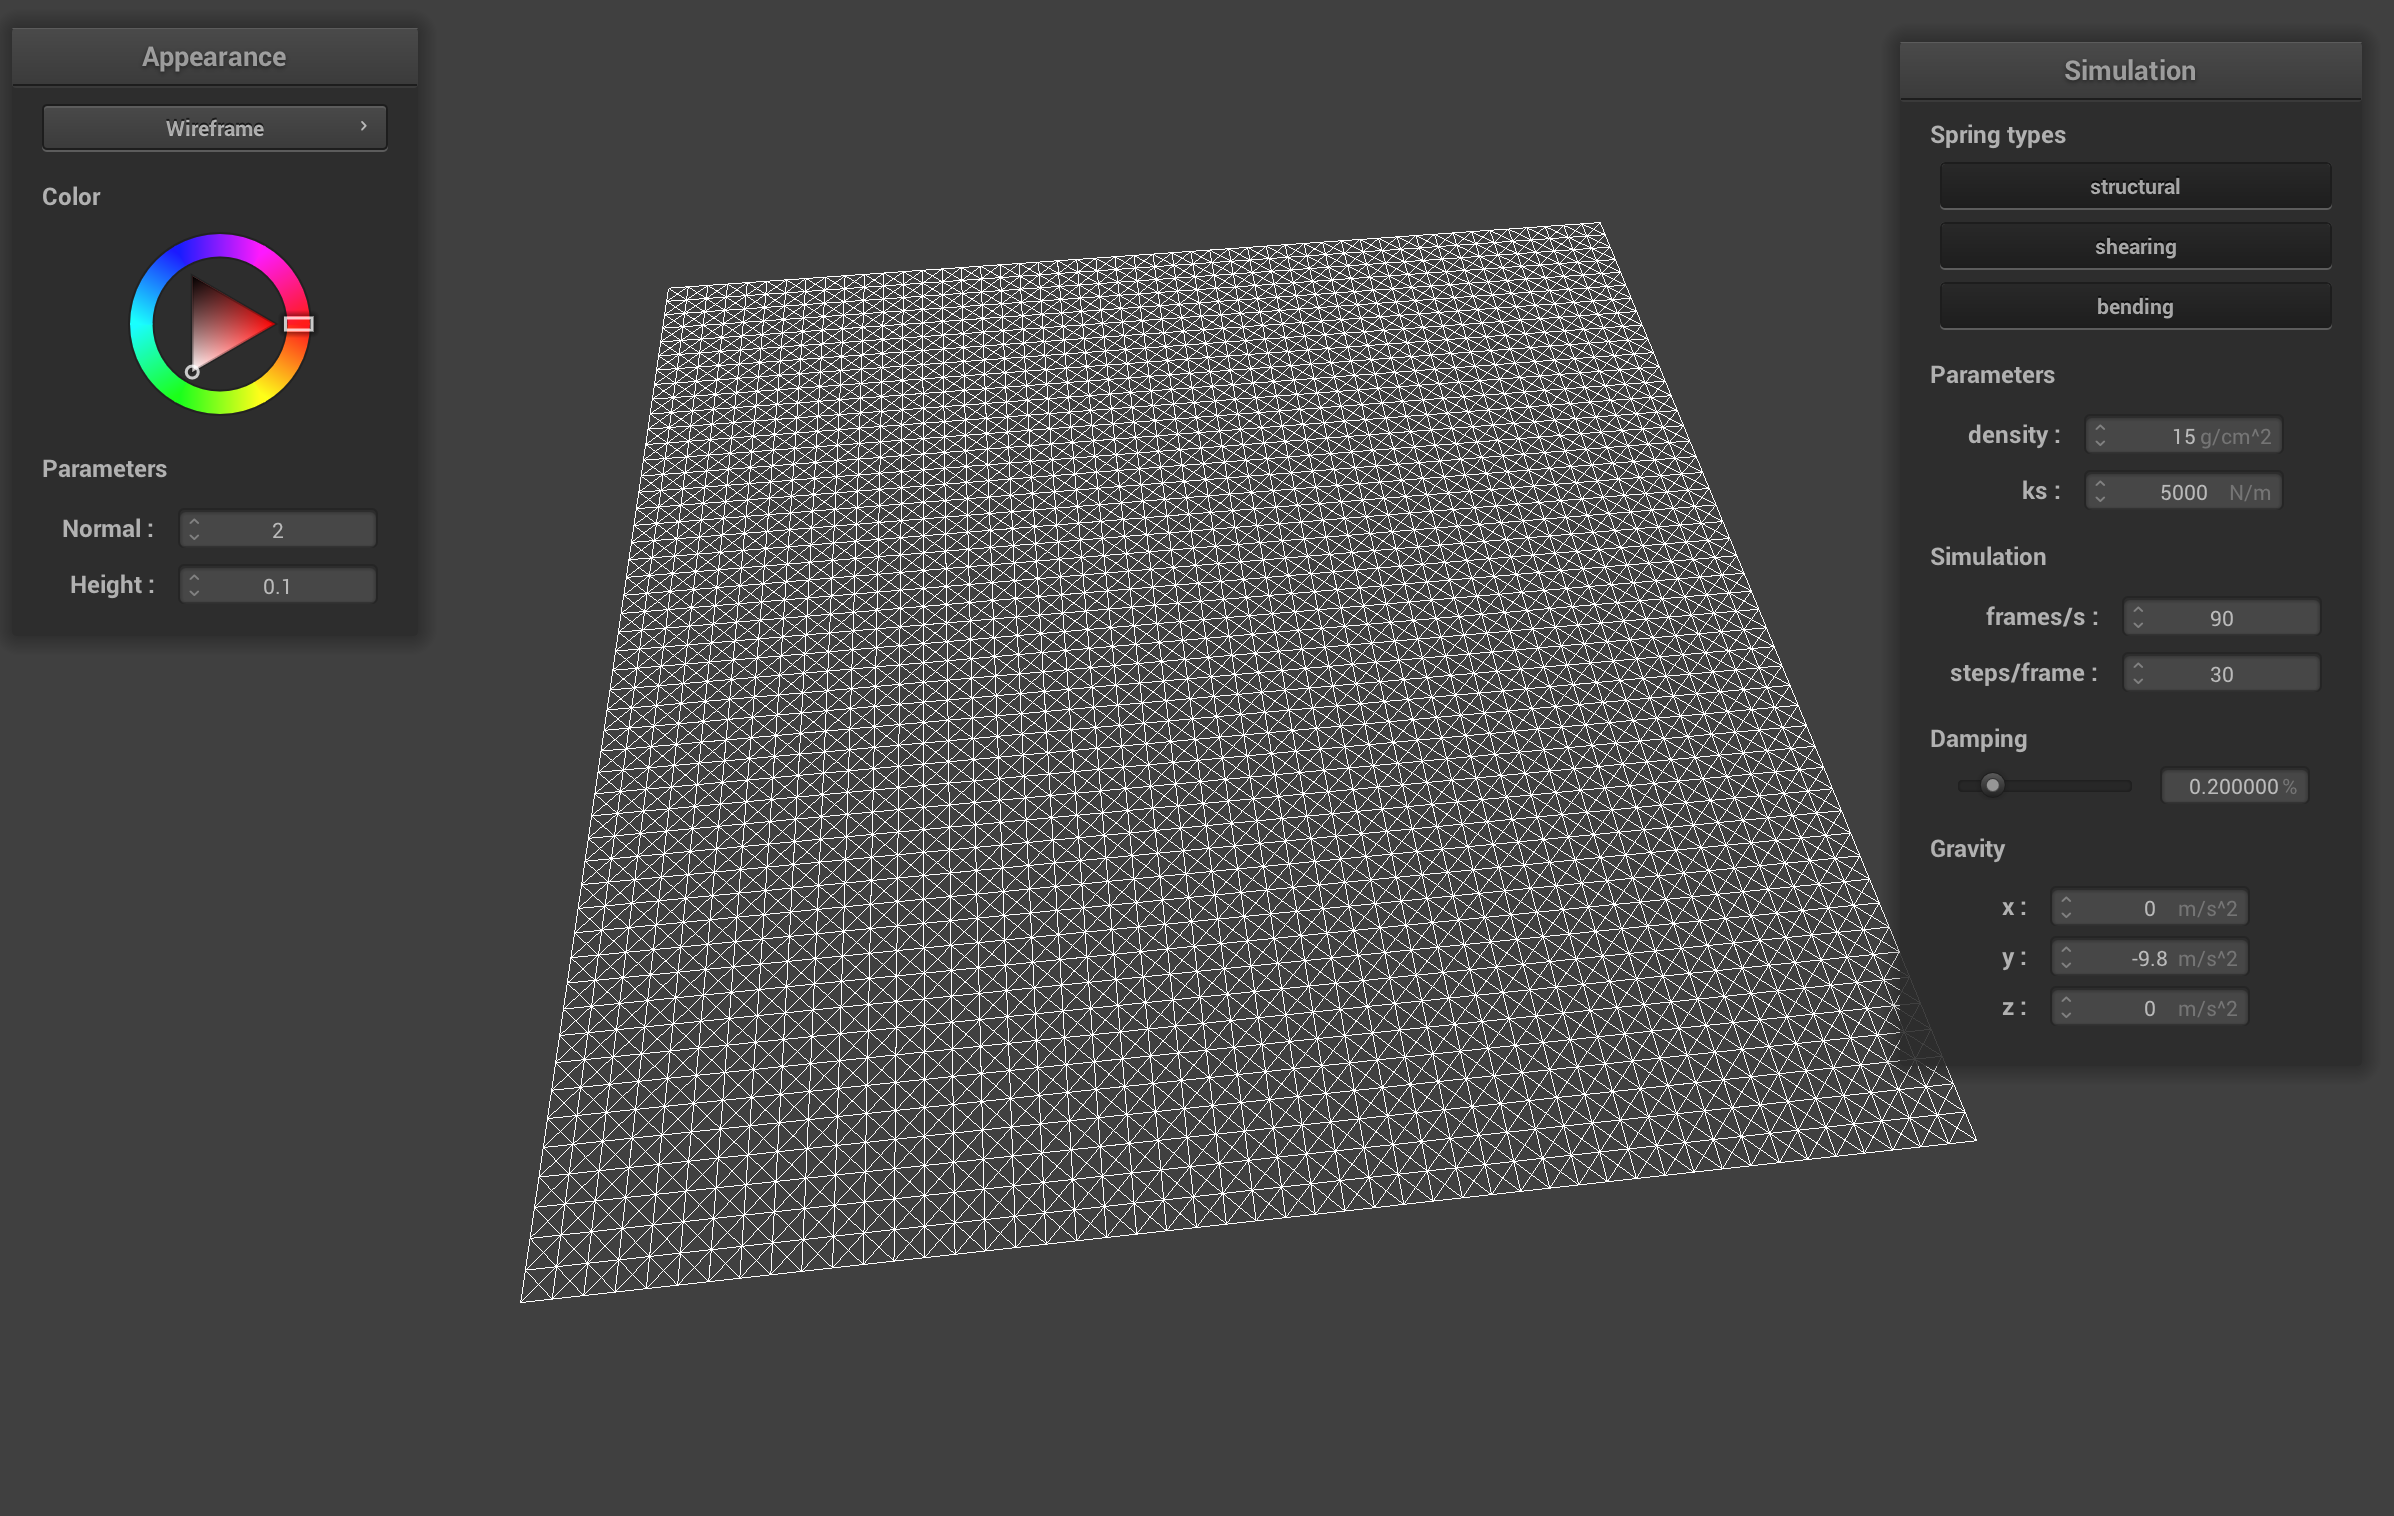 Appearance
Wireframe
Color
Parameters
Normal : 2
Height : 0.1
Simulation
Spring types
structural
shearing
bending
Parameters
density : 15 g/cm^2
ks : 5000 N/m
Simulation
frames/s : 90
steps/frame : 30
Damping
0.200000 %
Gravity
x : 0 m/s^2
y : -9.8 m/s^2
z : 0 m/s^2